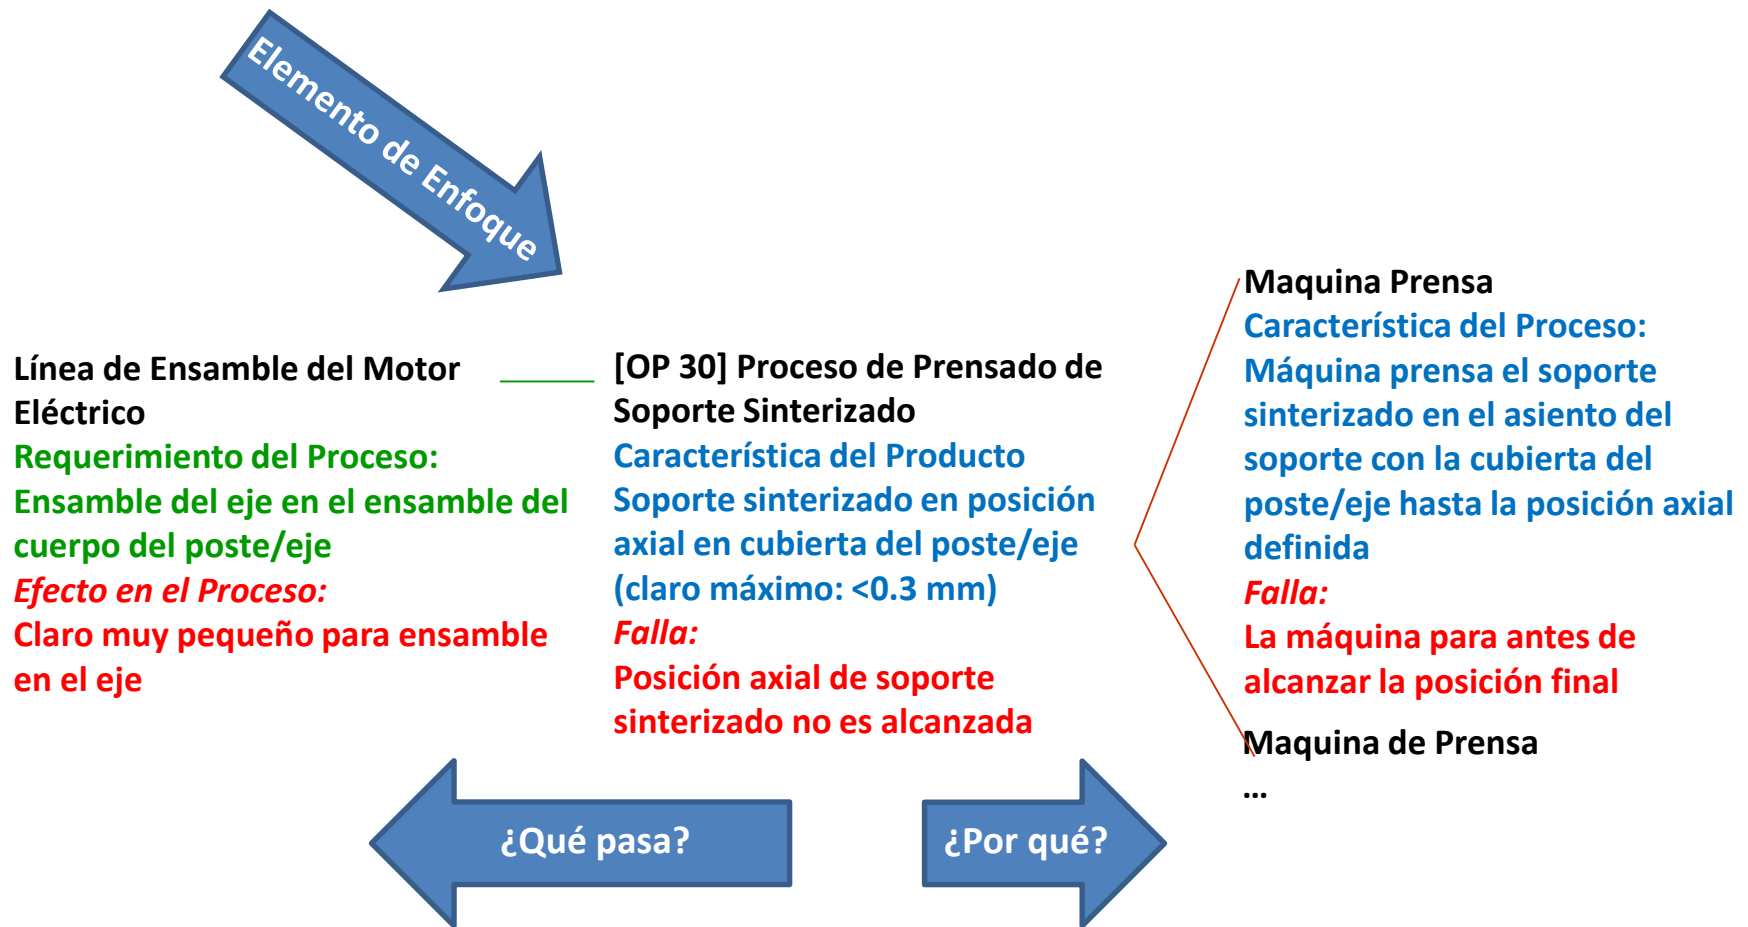 Elemento de Enfoque
Línea de Ensamble del Motor
Eléctrico
Requerimiento del Proceso:
Ensamble del eje en el ensamble del
cuerpo del poste/eje
Efecto en el Proceso:
Claro muy pequeño para ensamble
en el eje
[OP 30] Proceso de Prensado de
Soporte Sinterizado
Característica del Producto
Soporte sinterizado en posición
axial en cubierta del poste/eje
(claro máximo: <0.3 mm)
Falla:
Posición axial de soporte
sinterizado no es alcanzada
Maquina Prensa
Característica del Proceso:
Máquina prensa el soporte
sinterizado en el asiento del
soporte con la cubierta del
poste/eje hasta la posición axial
definida
Falla:
La máquina para antes de
alcanzar la posición final
Maquina de Prensa
...
¿Qué pasa?
¿Por qué?